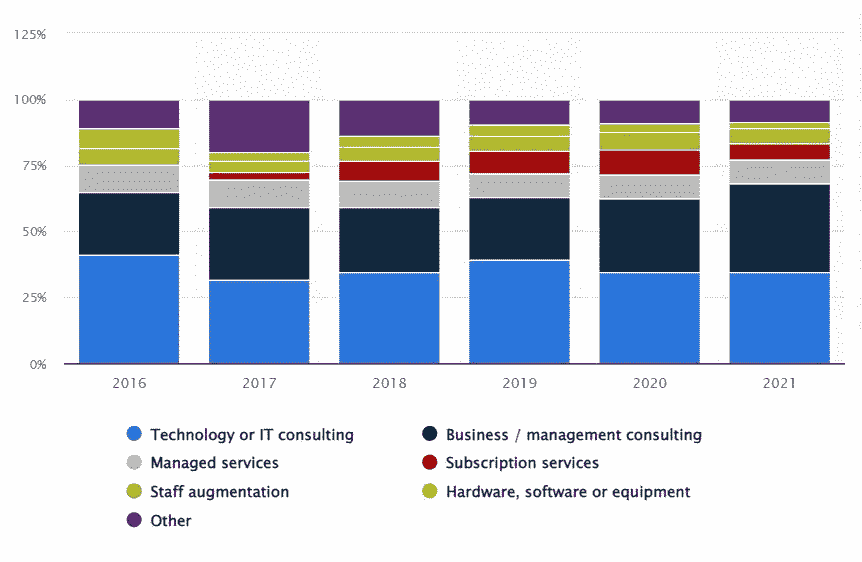 125%
100%
75%
50%
25%
0%
2016 2017 2018 2019 2020 2021
Technology or IT consulting Business / management consulting
Managed services Subscription services
Staff augmentation Hardware, software or equipment
Other